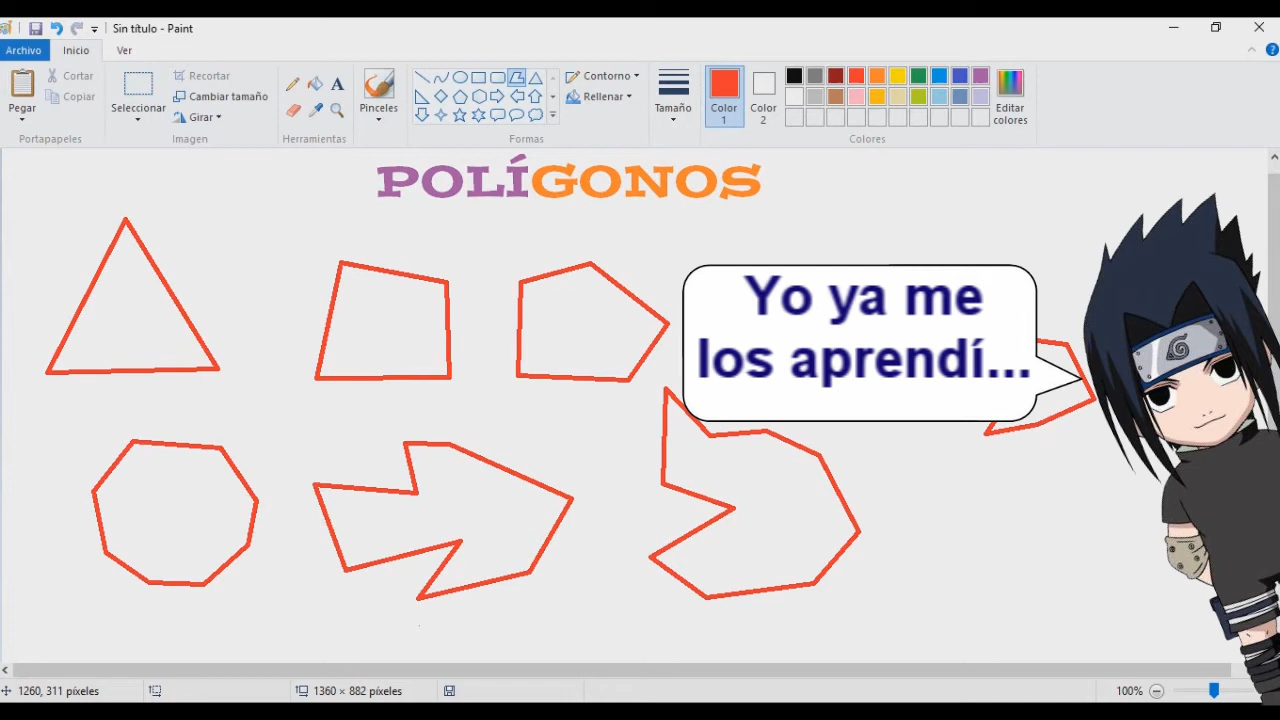 Sin título - Paint
Archivo Inicio Ver
Pegar
Cortar
Copiar
Portapapeles
Seleccionar
Recortar
Cambiar tamaño
Girar
Imagen
A
Herramientas
Pinceles
Contorno
Rellenar
Formas
Tamaño
Color 1
Color 2
Editar colores
Colores
POLÍGONOS
Yo ya me
los aprendí...
1260, 311 píxeles
1360 × 882 píxeles
100%